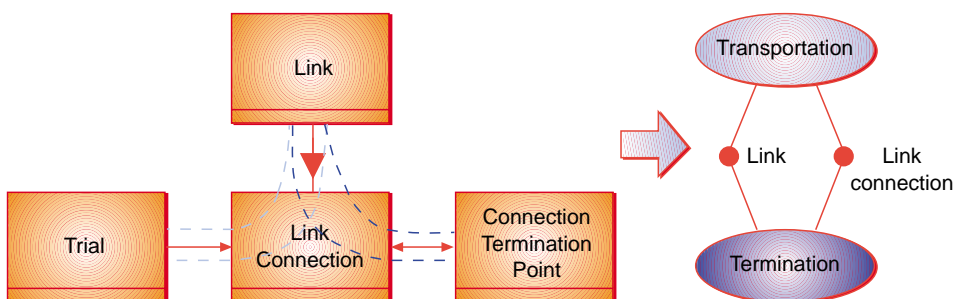 Link
Trial
Link
Connection
Connection
Termination
Point
Transportation
Link
Link
connection
Termination